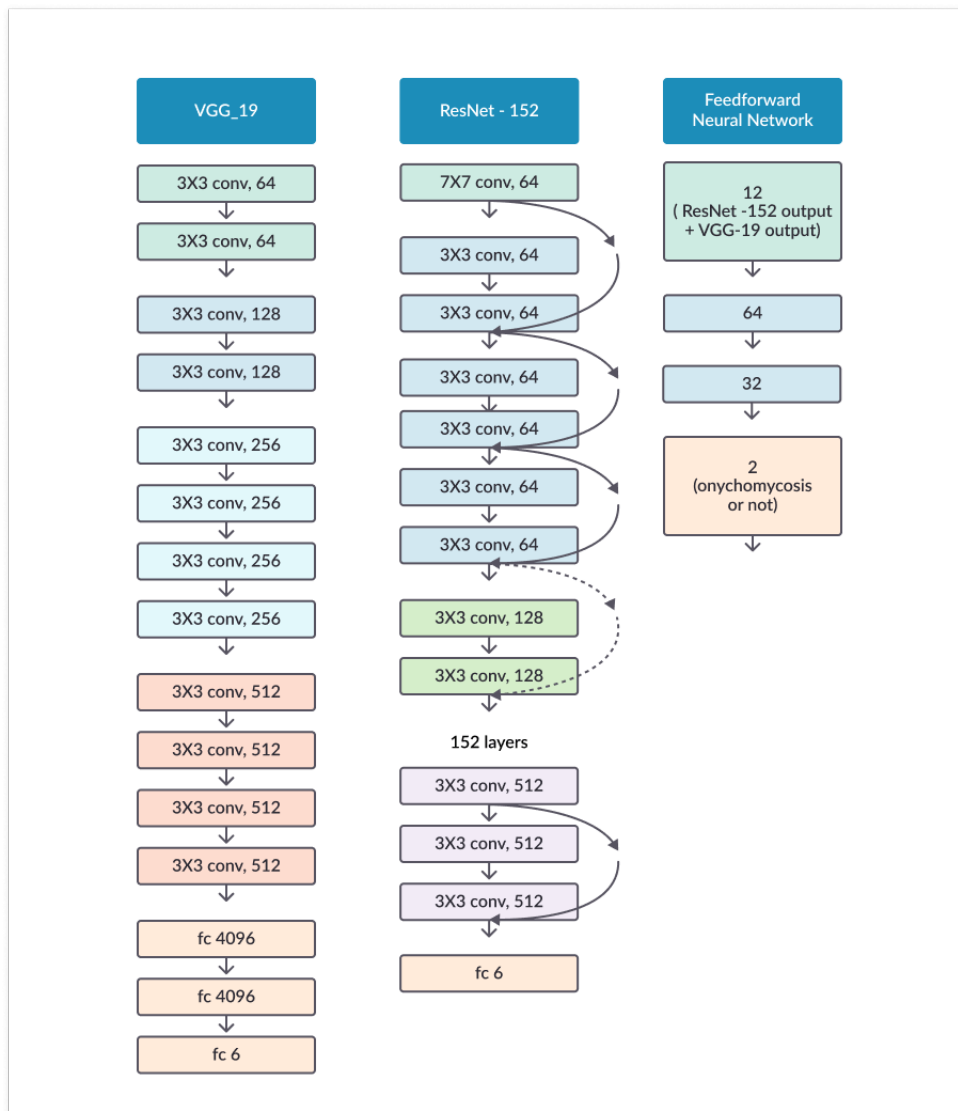 VGG_19
3X3 conv, 64
3X3 conv, 64
3X3 conv, 128
3X3 conv, 128
3X3 conv, 256
3X3 conv, 256
3X3 conv, 256
3X3 conv, 256
3X3 conv, 512
3X3 conv, 512
3X3 conv, 512
3X3 conv, 512
fc 4096
fc 4096
fc 6
ResNet - 152
7X7 conv, 64
3X3 conv, 64
3X3 conv, 64
3X3 conv, 64
3X3 conv, 64
3X3 conv, 64
3X3 conv, 64
3X3 conv, 128
3X3 conv, 128
152 layers
3X3 conv, 512
3X3 conv, 512
3X3 conv, 512
fc 6
Feedforward
Neural Network
12
( ResNet -152 output
+ VGG-19 output)
64
32
2
(onychomycosis
or not)